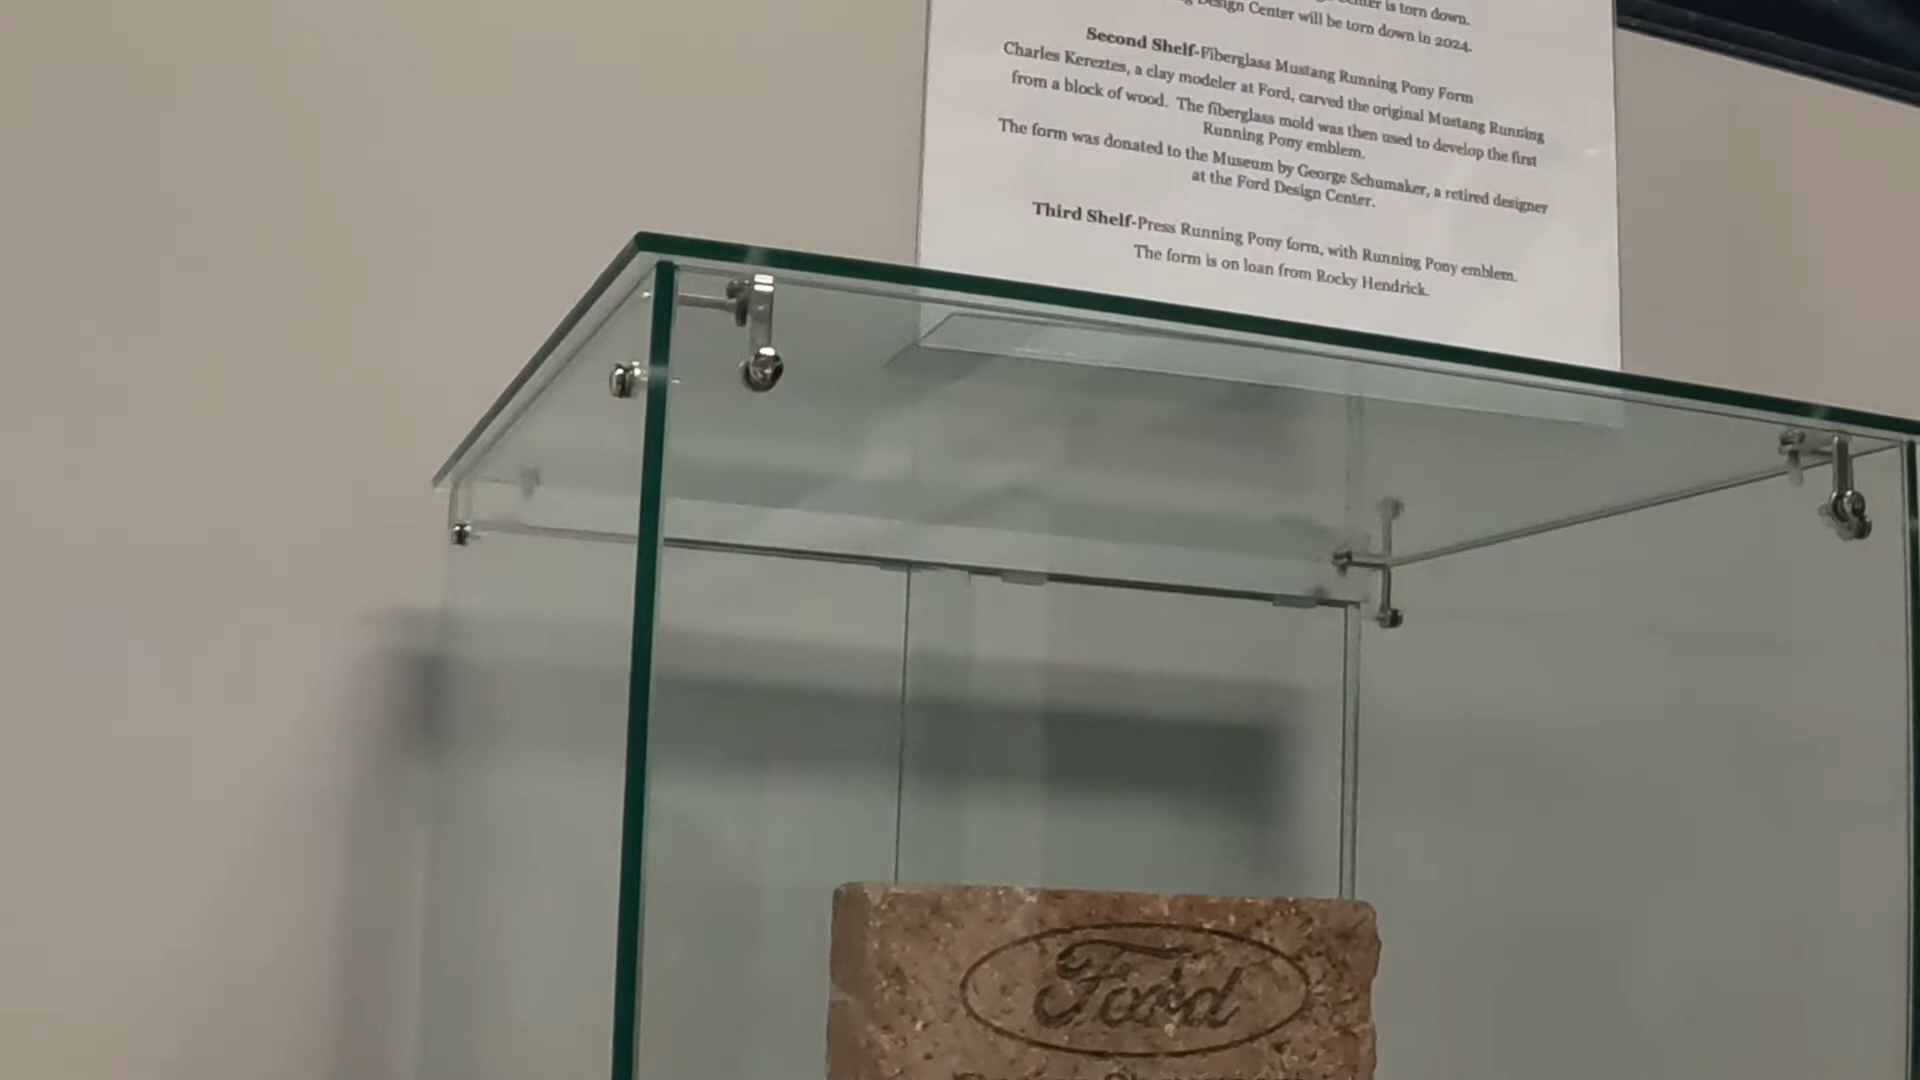 is torn down.
Design Center will be torn down in 2024.
Second Shelf-Fiberglass Mustang Running Pony Form
Charles Kereztes, a clay modeler at Ford, carved the original Mustang Running
from a block of wood. The fiberglass mold was then used to develop the first
Running Pony emblem.
The form was donated to the Museum by George Schumaker, a retired designer
at the Ford Design Center.
Third Shelf-Press Running Pony form, with Running Pony emblem.
The form is on loan from Rocky Hendrick.
Ford